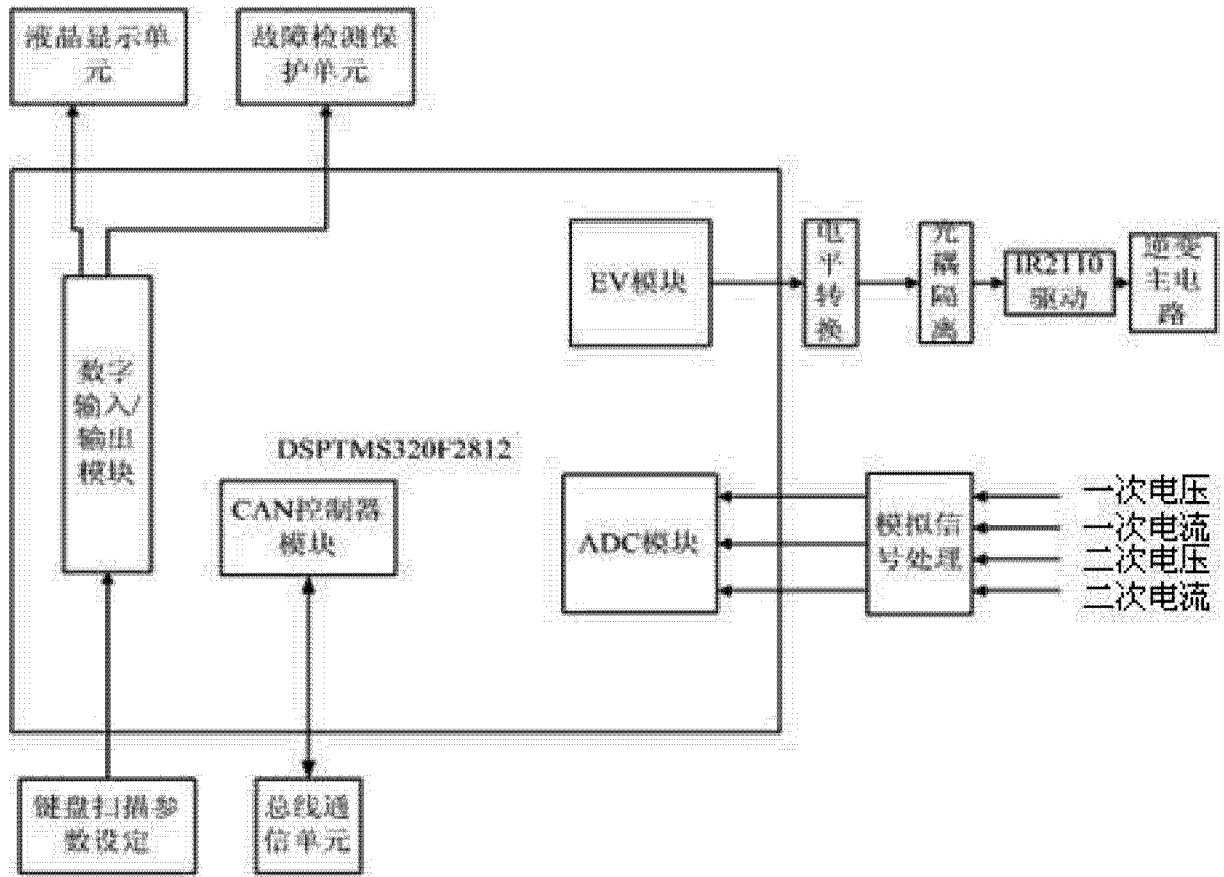 液晶显示单
元
故障检测保
护单元
EV模块
电
平
转
换
光
耦
隔
离
IR2110
驱动
逆变
主电
路
数字
输入/
输出
模块
DSPTMS320F2812
CAN控制器
模块
ADC模块
模拟信
号处理
一次电压
一次电流
二次电压
二次电流
键盘扫描参
数设定
总线通
信单元